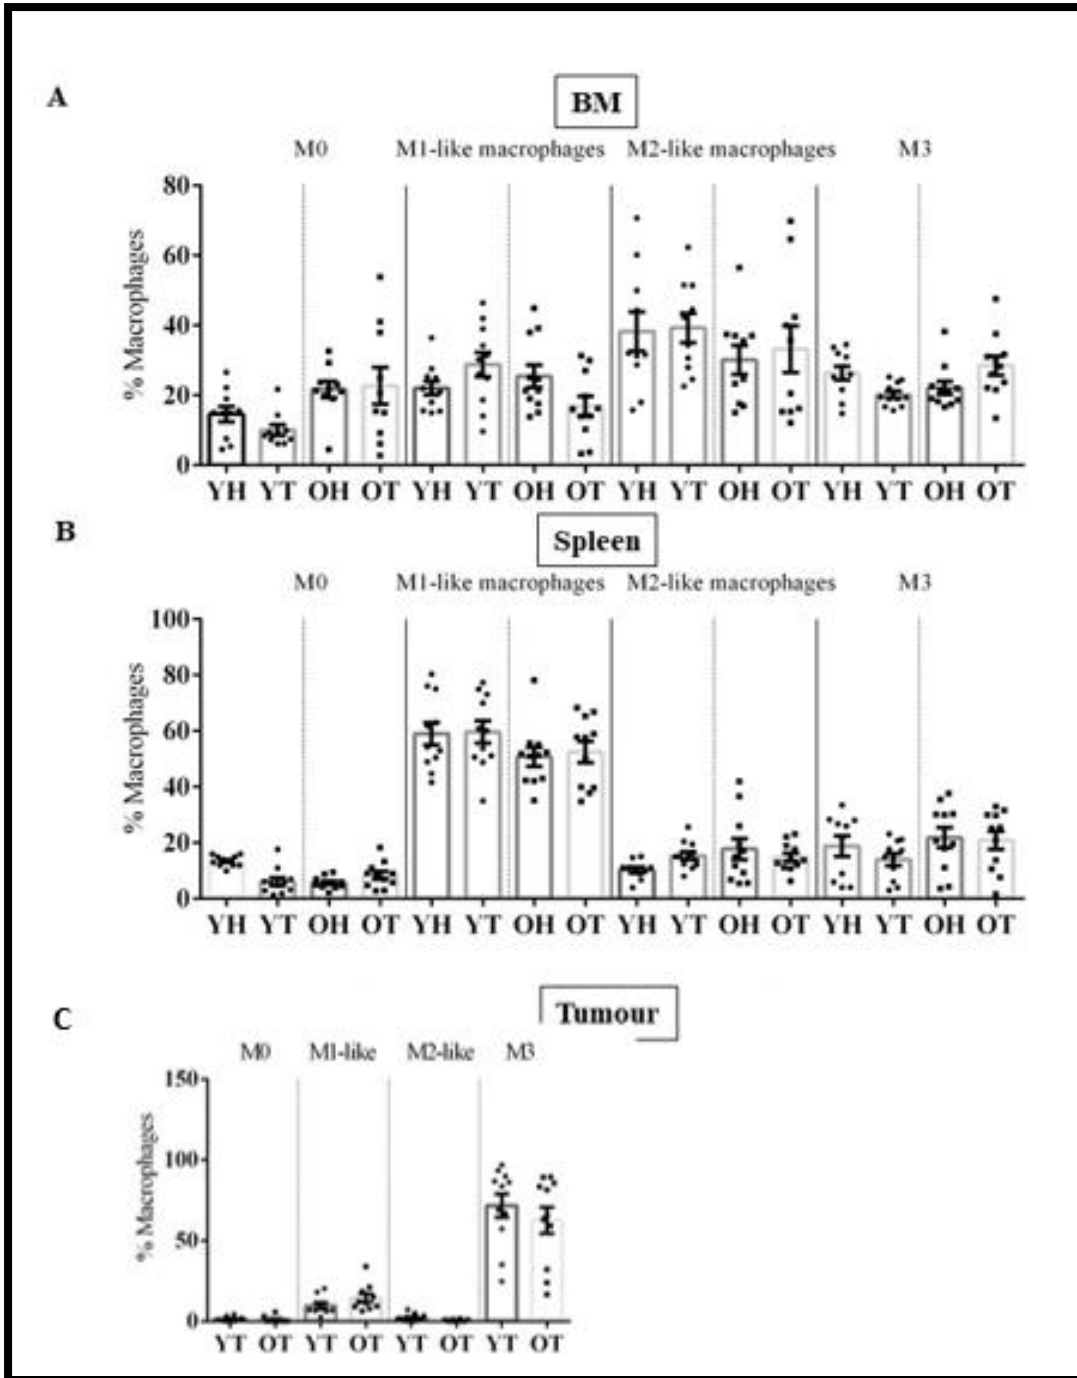 A
BM
M0 M1-like macrophages M2-like macrophages M3
% Macrophages
80
60
40
20
0
YH YT OH OT YH YT OH OT YH YT OH OT YH YT OH OT
B
Spleen
M0 M1-like macrophages M2-like macrophages M3
% Macrophages
100
80
60
40
20
0
YH YT OH OT YH YT OH OT YH YT OH OT YH YT OH OT
C
Tumour
M0 M1-like M2-like M3
% Macrophages
150
100
50
0
YT OT YT OT YT OT YT OT